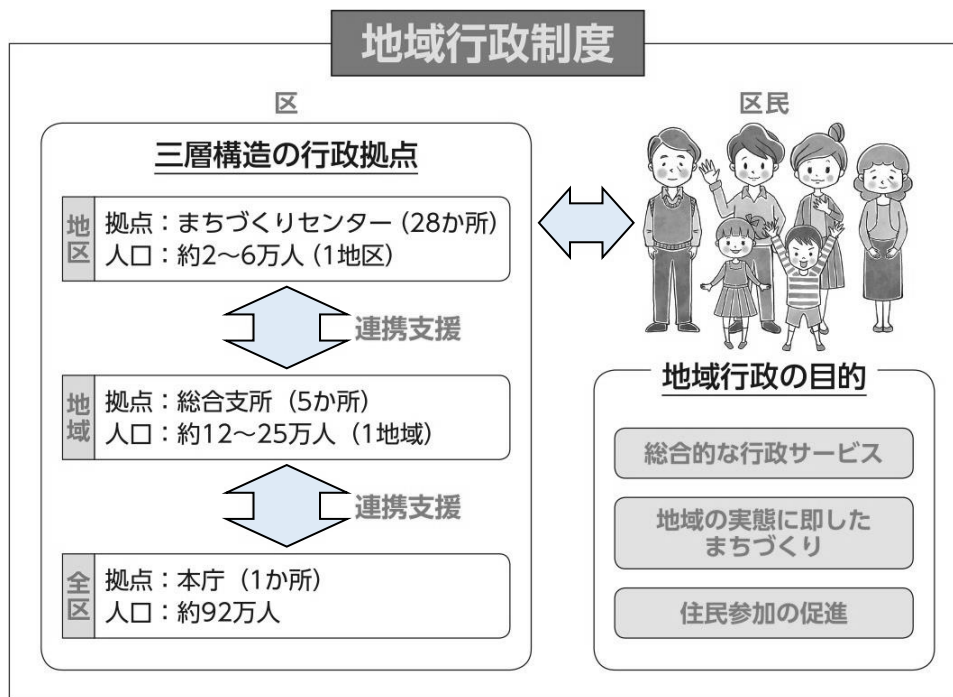 地域行政制度
区
三層構造の行政拠点
地区
拠点：まちづくりセンター（28か所）
人口：約2～6万人（1地区）
連携支援
地域
拠点：総合支所（5か所）
人口：約12～25万人（1地域）
連携支援
全区
拠点：本庁（1か所）
人口：約92万人
区民
地域行政の目的
総合的な行政サービス
地域の実態に即した
まちづくり
住民参加の促進